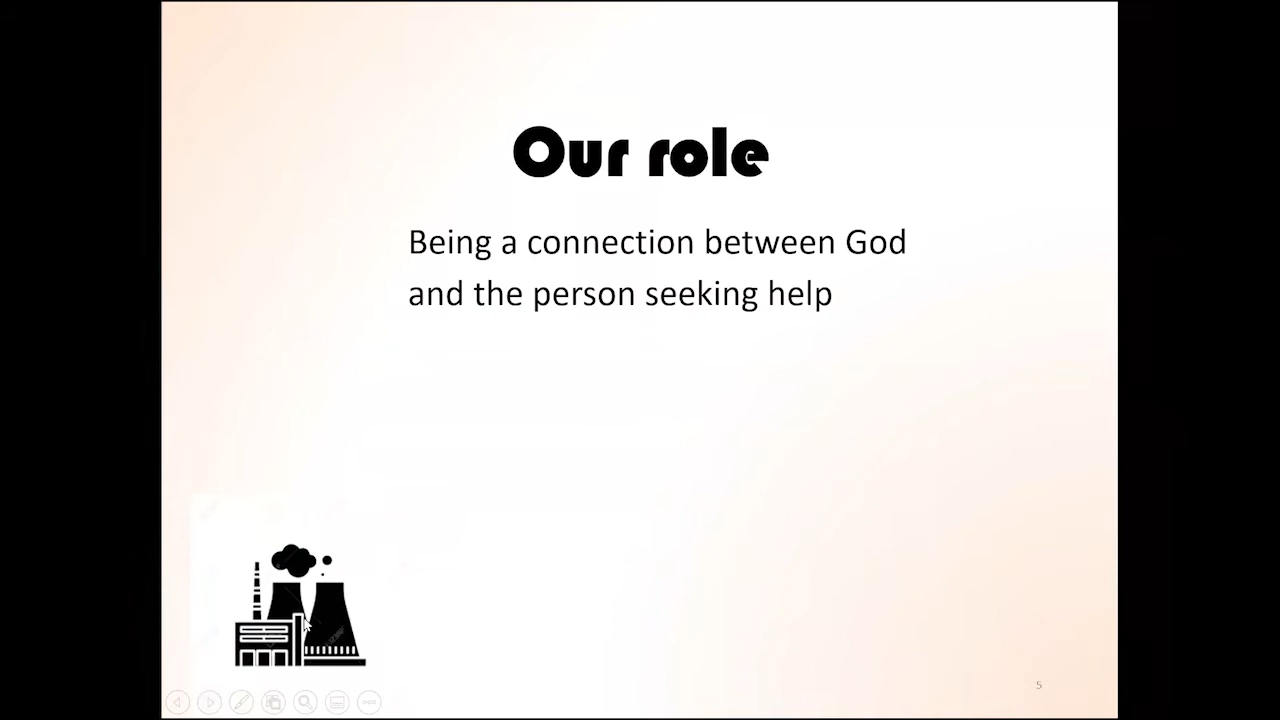 Our role
Being a connection between God
and the person seeking help
5